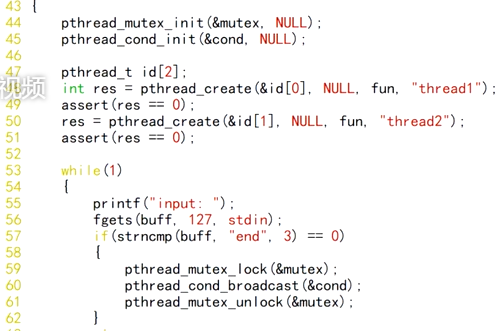 43 {
44     pthread_mutex_init(&mutex, NULL);
45     pthread_cond_init(&cond, NULL);
46
47     pthread_t id[2];
视频
48     int res = pthread_create(&id[0], NULL, fun, "thread1");
49     assert(res == 0);
50     res = pthread_create(&id[1], NULL, fun, "thread2");
51     assert(res == 0);
52
53     while(1)
54     {
55         printf("input: ");
56         fgets(buff, 127, stdin);
57         if(strncmp(buff, "end", 3) == 0)
58         {
59             pthread_mutex_lock(&mutex);
60             pthread_cond_broadcast(&cond);
61             pthread_mutex_unlock(&mutex);
62         }